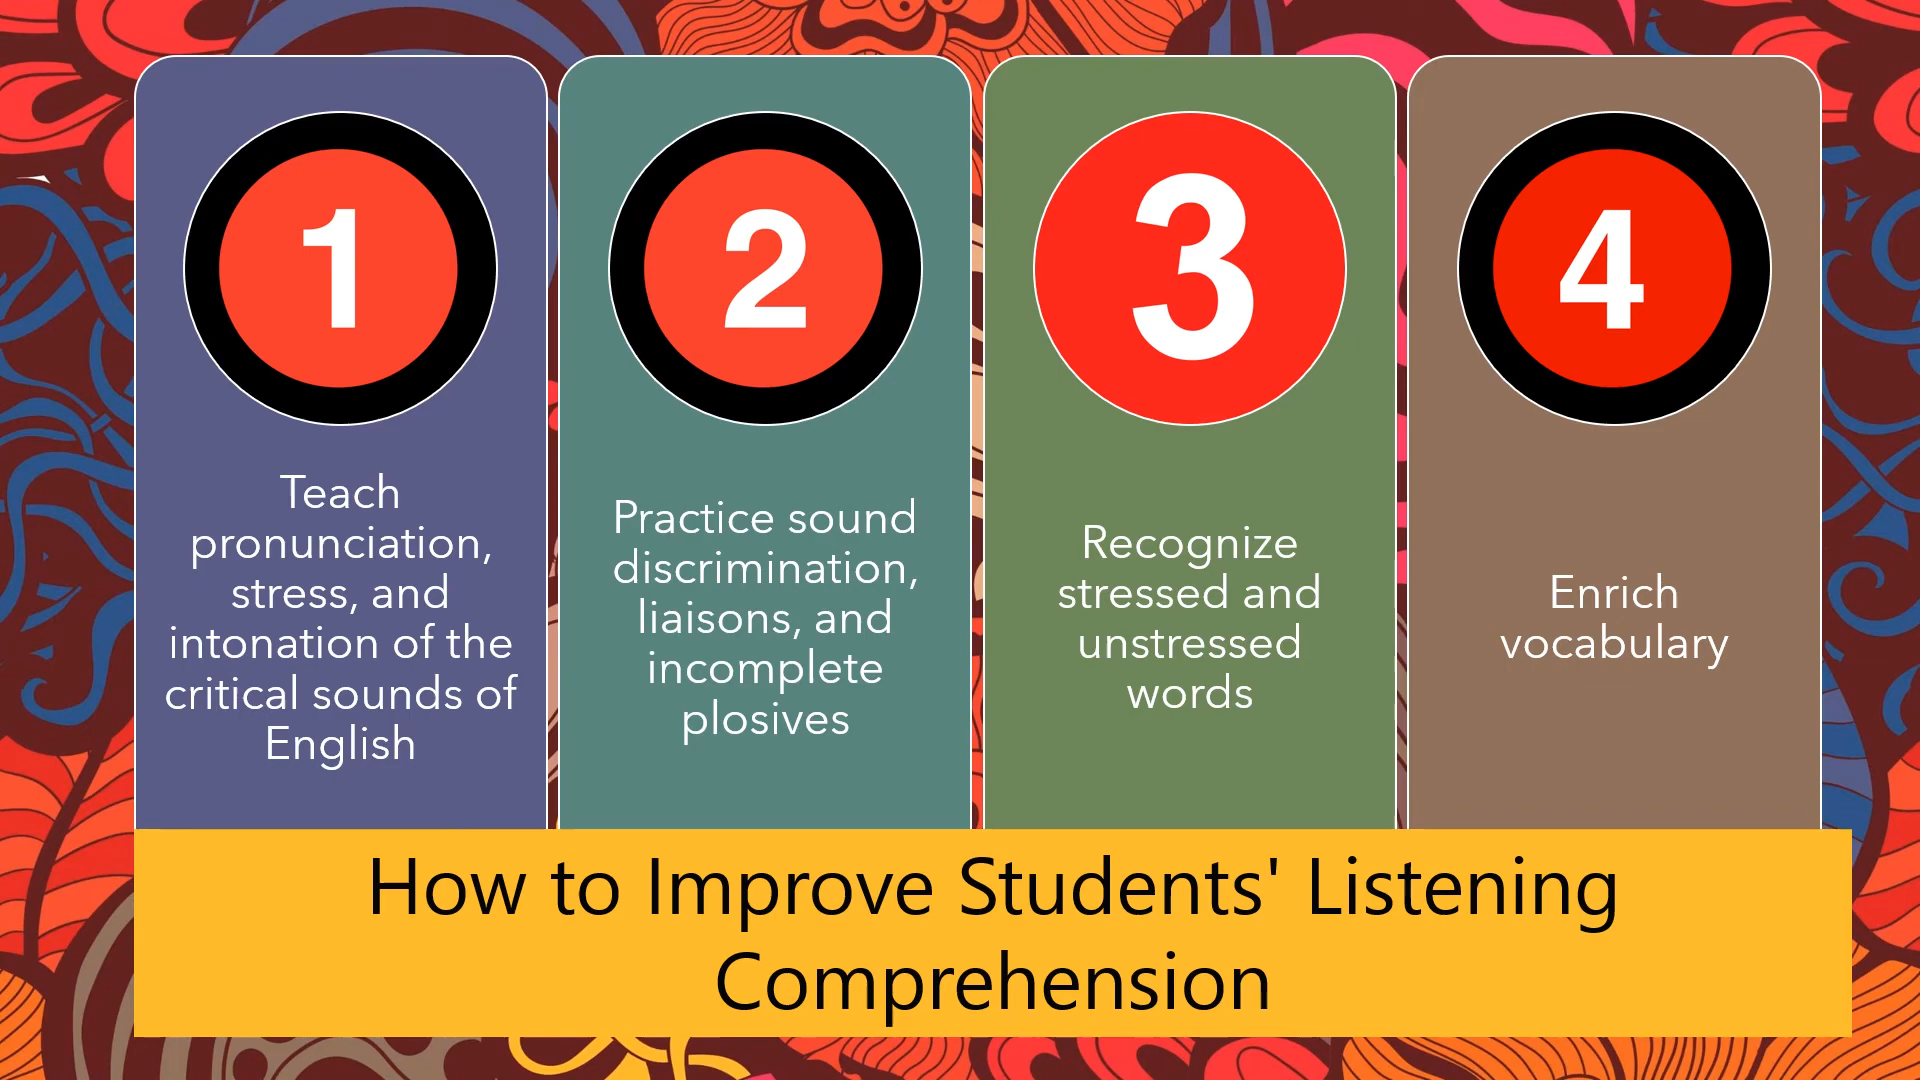 1
Teach
pronunciation,
stress, and
intonation of the
critical sounds of
English
2
Practice sound
discrimination,
liaisons, and
incomplete
plosives
3
Recognize
stressed and
unstressed
words
4
Enrich
vocabulary
How to Improve Students' Listening
Comprehension